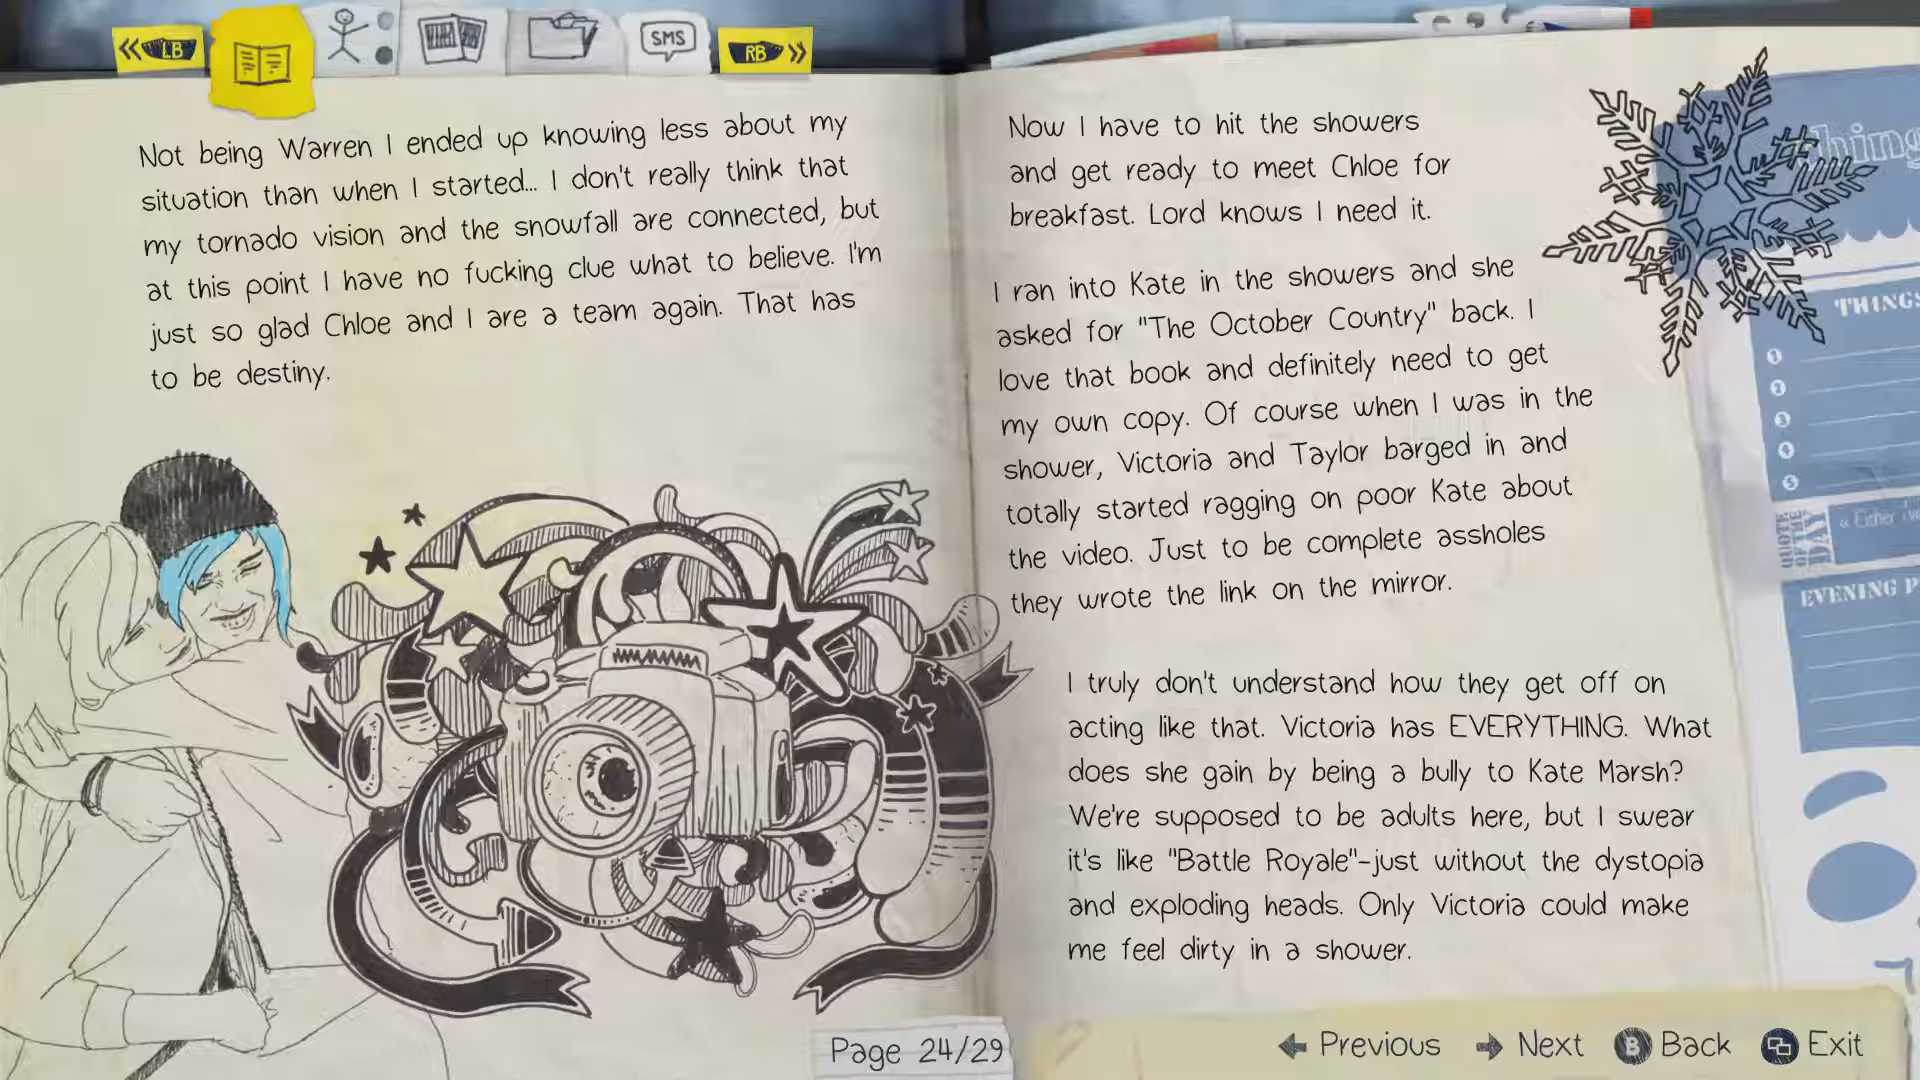 LB
SMS
RB
Not being Warren I ended up knowing less about my
situation than when I started... I don't really think that
my tornado vision and the snowfall are connected, but
at this point I have no fucking clue what to believe. I'm
just so glad Chloe and I are a team again. That has
to be destiny.
Now I have to hit the showers
and get ready to meet Chloe for
breakfast. Lord knows I need it.
I ran into Kate in the showers and she
asked for "The October Country" back. I
love that book and definitely need to get
my own copy. Of course when I was in the
shower, Victoria and Taylor barged in and
totally started ragging on poor Kate about
the video. Just to be complete assholes
they wrote the link on the mirror.
I truly don't understand how they get off on
acting like that. Victoria has EVERYTHING. What
does she gain by being a bully to Kate Marsh?
We're supposed to be adults here, but I swear
it's like "Battle Royale"-just without the dystopia
and exploding heads. Only Victoria could make
me feel dirty in a shower.
THINGS
1
2
3
4
5
QUOTE
OF THE
DAY
EVENING P
Page 24/29
Previous
Next
B Back
Exit